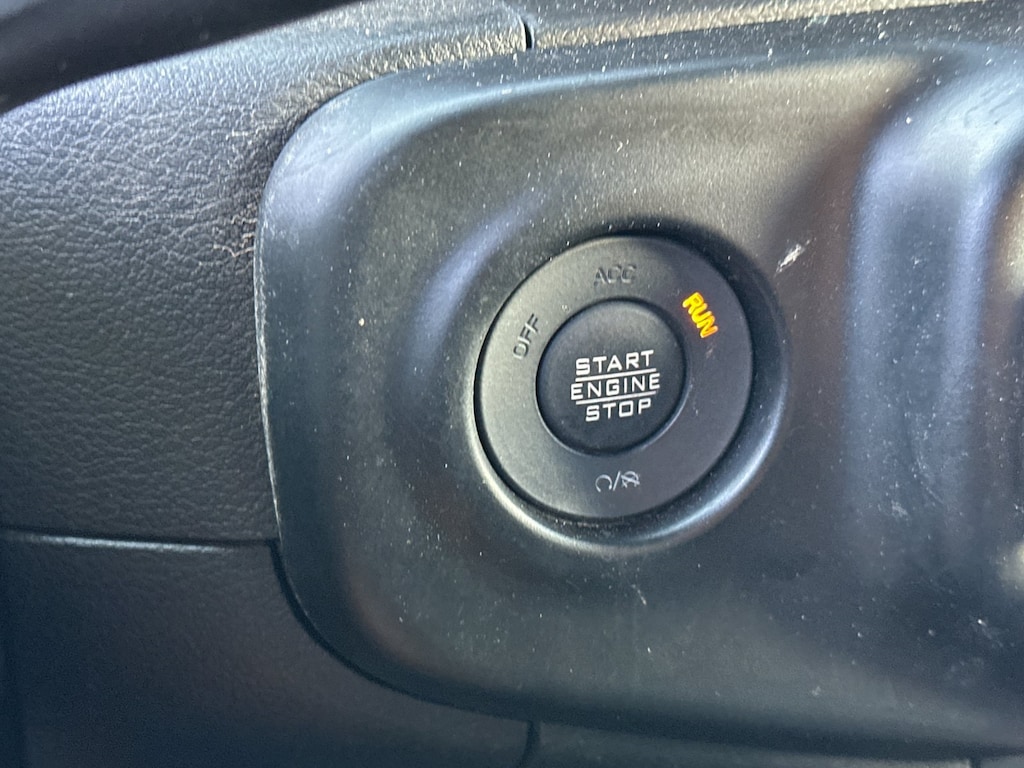 ACC
RUN
OFF
START
ENGINE
STOP